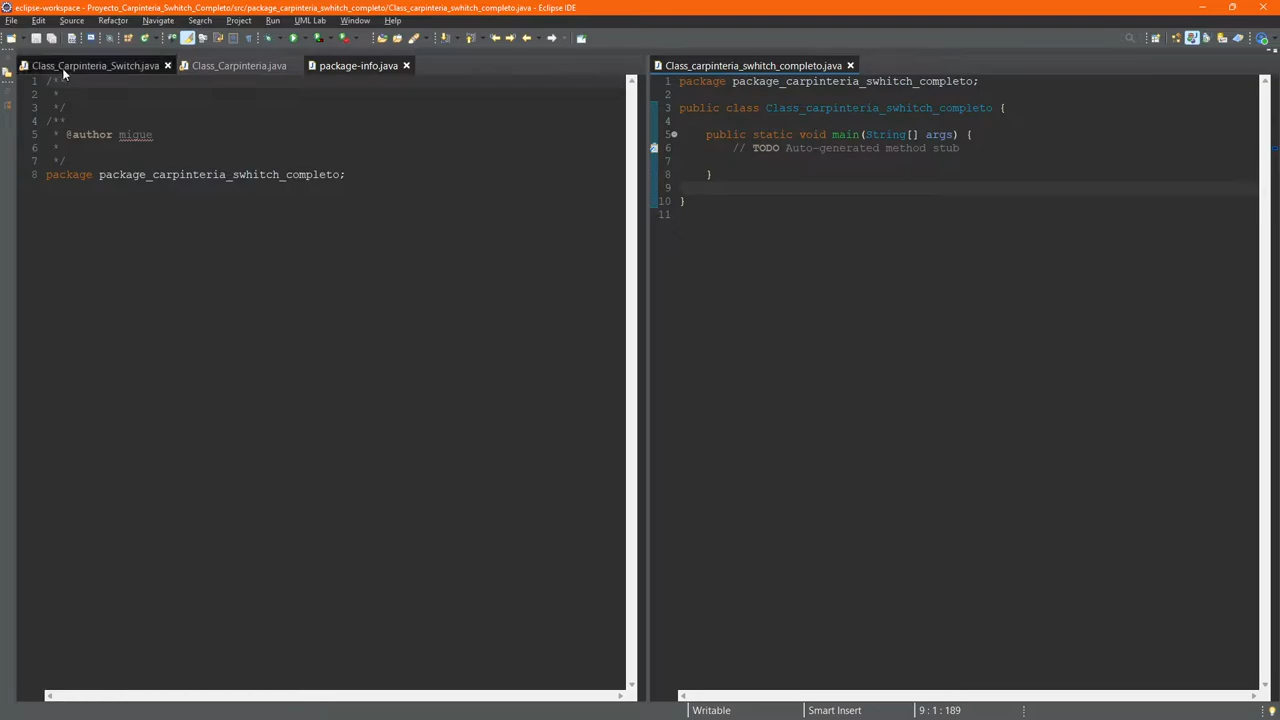 eclipse-workspace - Proyecto_Carpinteria_Swhitch_Completo/src/package_carpinteria_swhitch_completo/Class_carpinteria_swhitch_completo.java - Eclipse IDE
File Edit Source Refactor Navigate Search Project Run UML Lab Window Help
Class_Carpinteria_Switch.java Class_Carpinteria.java package-info.java
1 /**
2 *
3 */
4 /**
5 * @author migue
6 *
7 */
8 package package_carpinteria_swhitch_completo;
Class_carpinteria_swhitch_completo.java
1 package package_carpinteria_swhitch_completo;
2
3 public class Class_carpinteria_swhitch_completo {
4
5 public static void main(String[] args) {
6 // TODO Auto-generated method stub
7
8 }
9
10 }
11
Writable Smart Insert 9 : 1 : 189